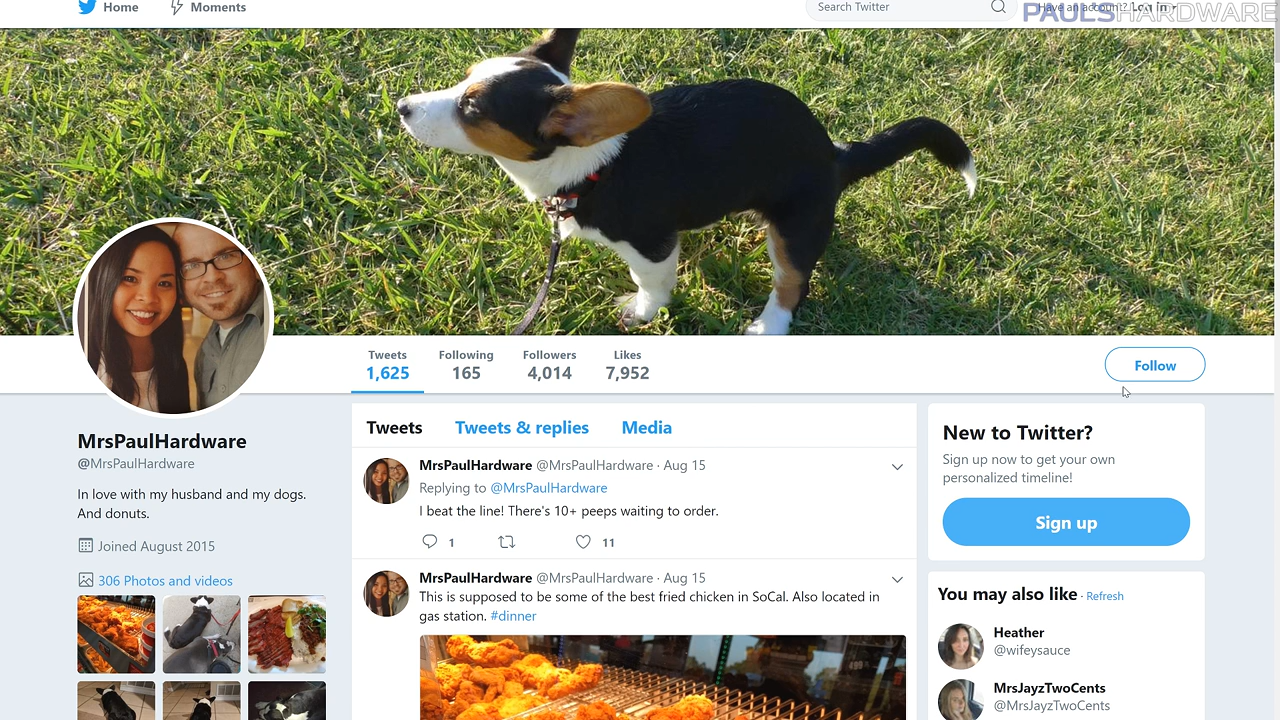 Home
Moments
Search Twitter
Have an account? Log in
PAULSHARDWARE
Tweets
1,625
Following
165
Followers
4,014
Likes
7,952
Follow
MrsPaulHardware
@MrsPaulHardware
In love with my husband and my dogs.
And donuts.
Joined August 2015
306 Photos and videos
Tweets
Tweets & replies
Media
MrsPaulHardware @MrsPaulHardware · Aug 15
Replying to @MrsPaulHardware
I beat the line! There's 10+ peeps waiting to order.
1
11
MrsPaulHardware @MrsPaulHardware · Aug 15
This is supposed to be some of the best fried chicken in SoCal. Also located in
gas station. #dinner
New to Twitter?
Sign up now to get your own
personalized timeline!
Sign up
You may also like · Refresh
Heather
@wifeysauce
MrsJayzTwoCents
@MrsJayzTwoCents